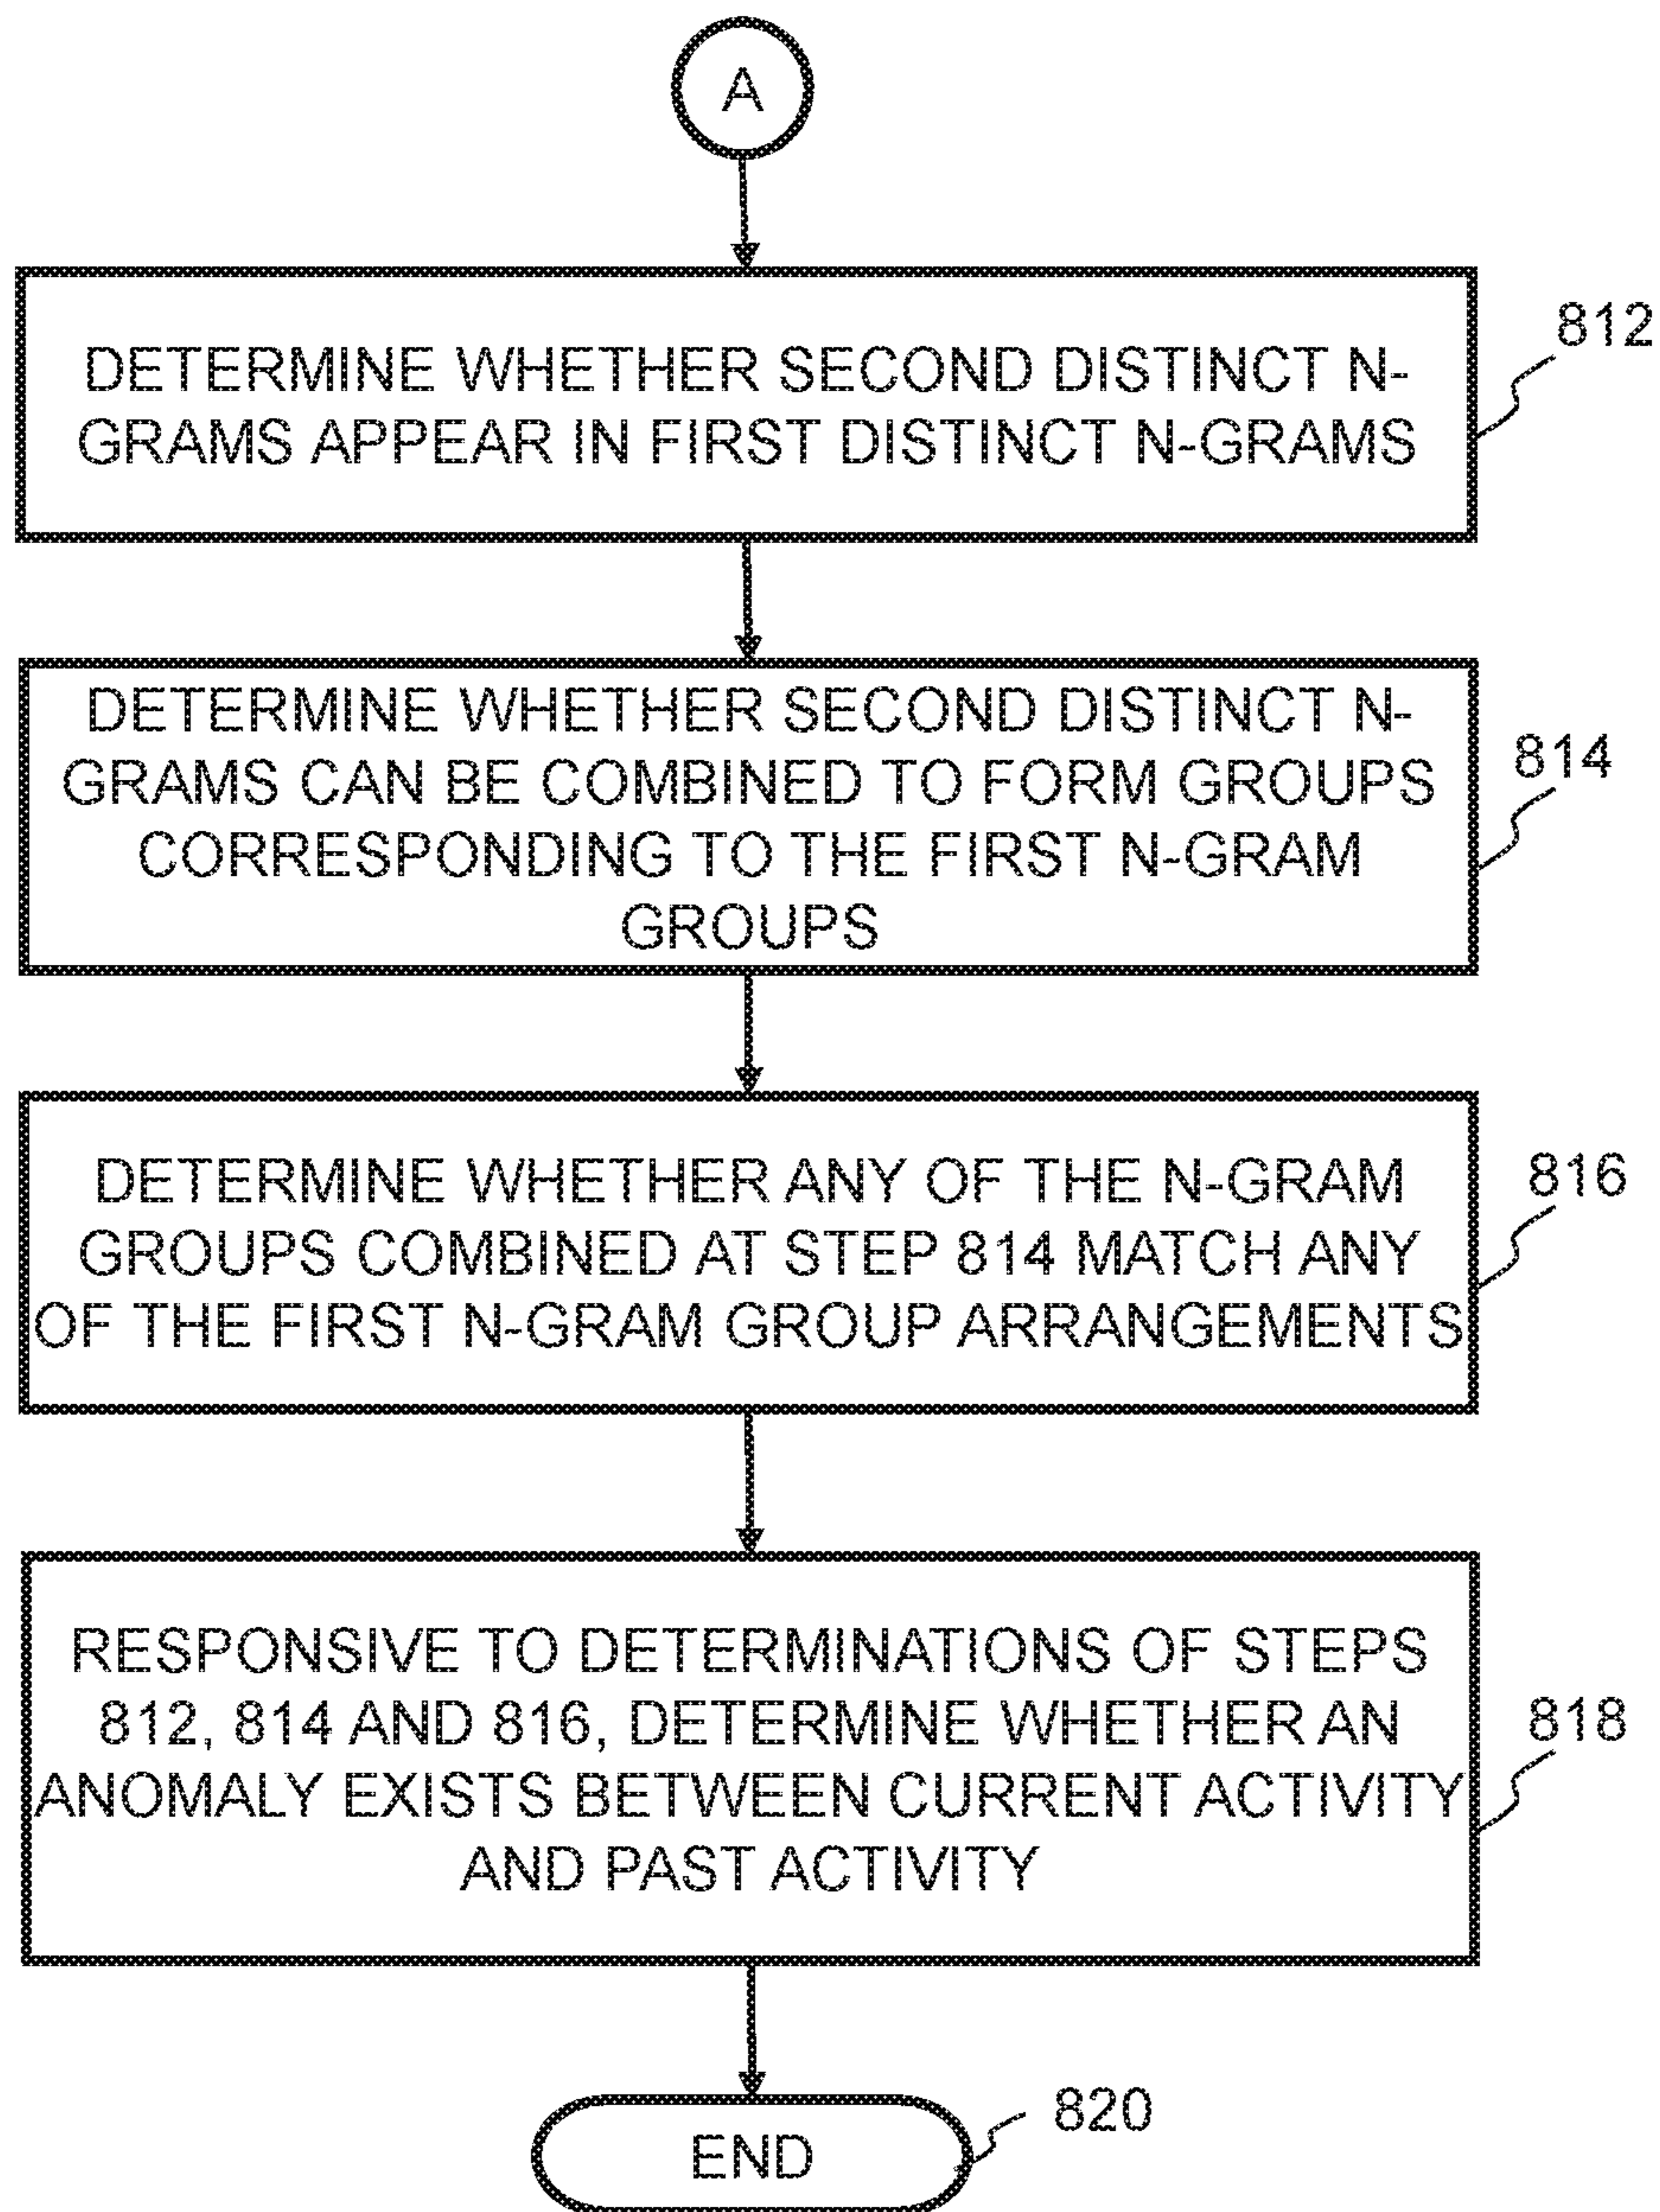 A
DETERMINE WHETHER SECOND DISTINCT N-
GRAMS APPEAR IN FIRST DISTINCT N-GRAMS
812
DETERMINE WHETHER SECOND DISTINCT N-
GRAMS CAN BE COMBINED TO FORM GROUPS
CORRESPONDING TO THE FIRST N-GRAM
GROUPS
814
DETERMINE WHETHER ANY OF THE N-GRAM
GROUPS COMBINED AT STEP 814 MATCH ANY
OF THE FIRST N-GRAM GROUP ARRANGEMENTS
816
RESPONSIVE TO DETERMINATIONS OF STEPS
812, 814 AND 816, DETERMINE WHETHER AN
ANOMALY EXISTS BETWEEN CURRENT ACTIVITY
AND PAST ACTIVITY
818
END
820